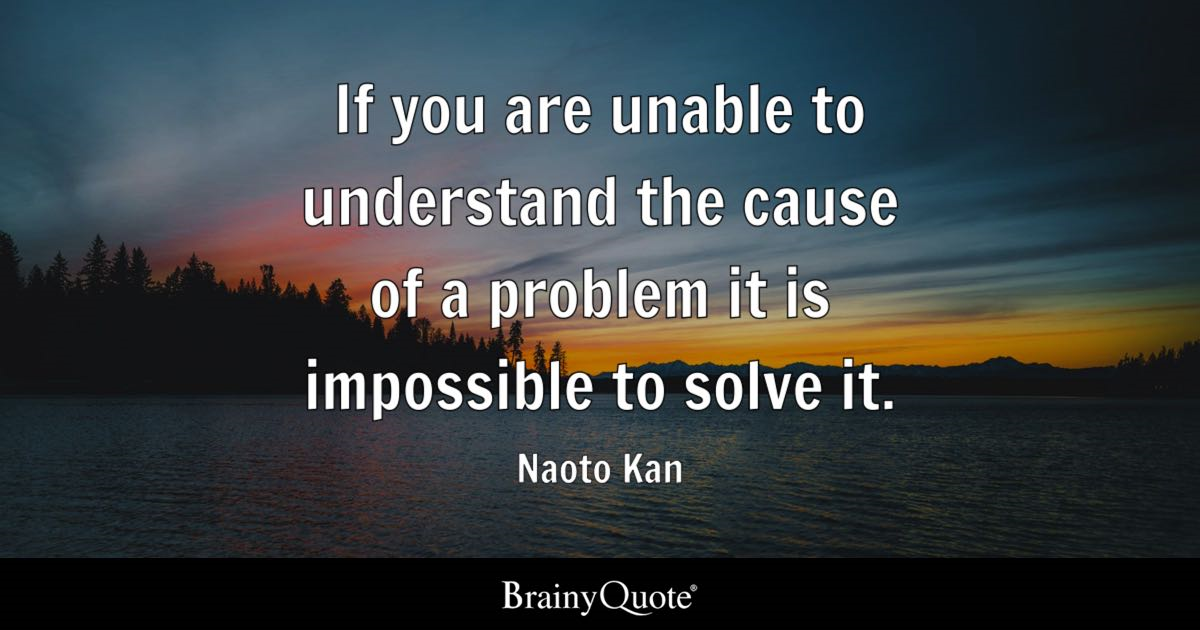 If you are unable to
understand the cause
of a problem it is
impossible to solve it.
Naoto Kan
BrainyQuote®